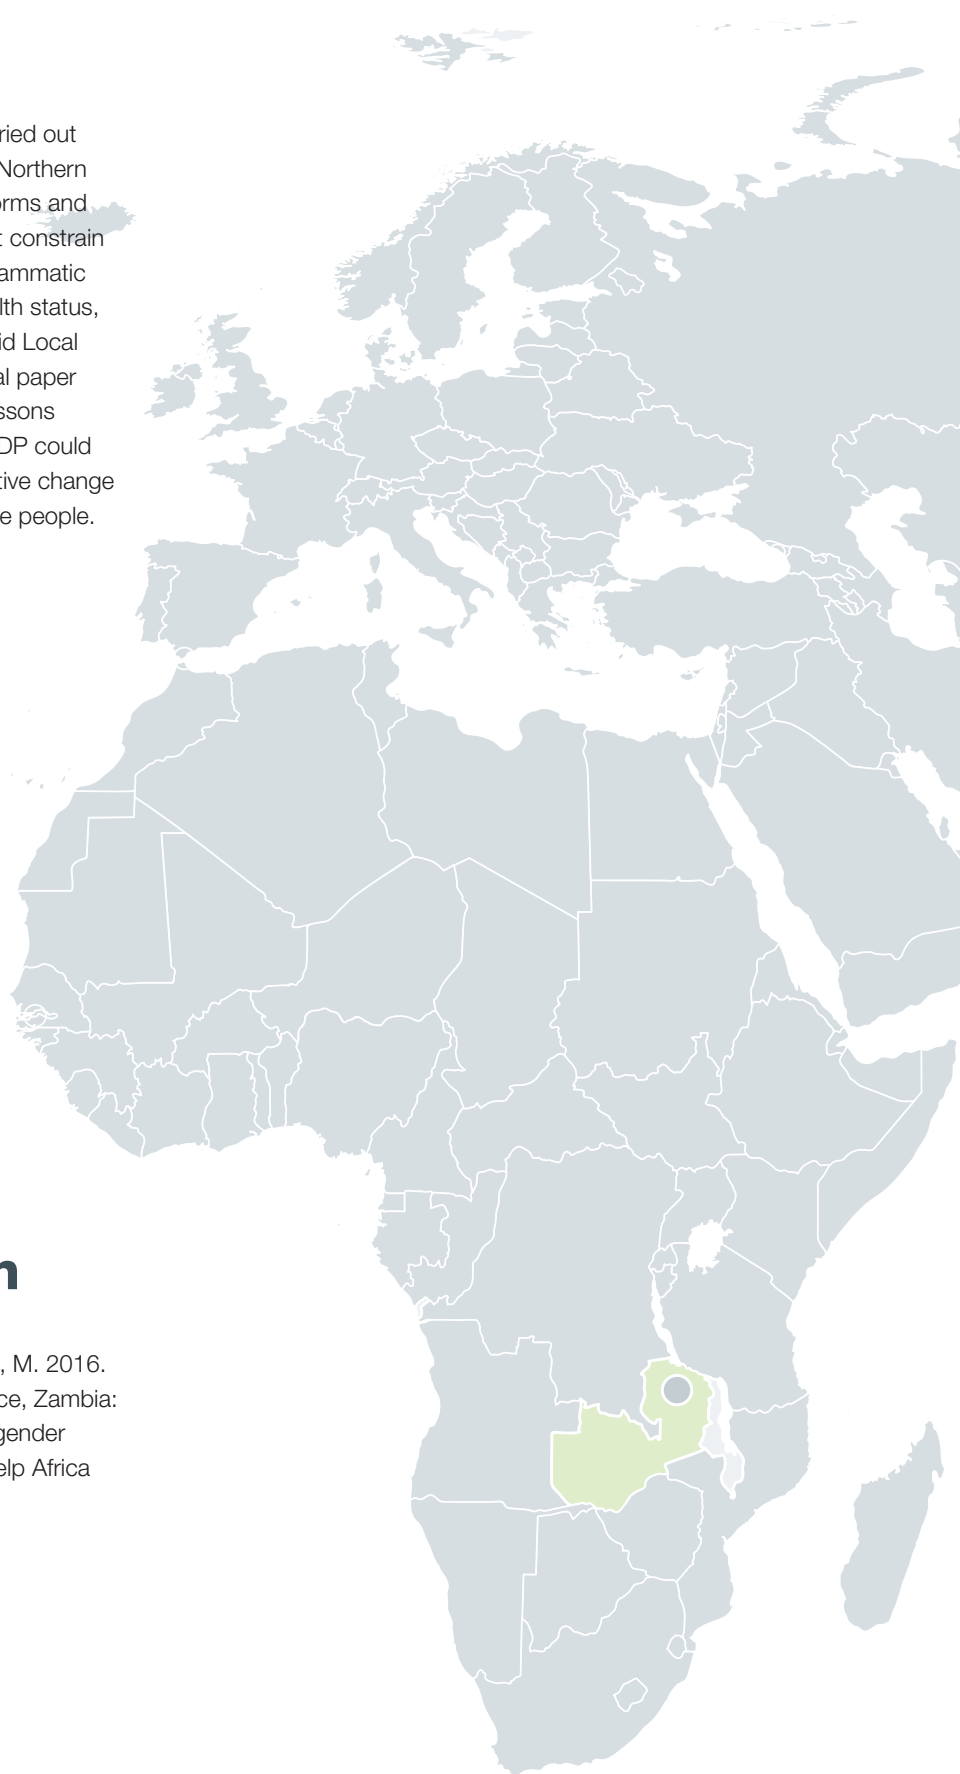 ried out
Northern
orms and
t constrain
ammatic
lth status,
id Local
al paper
ssons
DP could
tive change
e people.
n
, M. 2016.
ce, Zambia:
gender
elp Africa